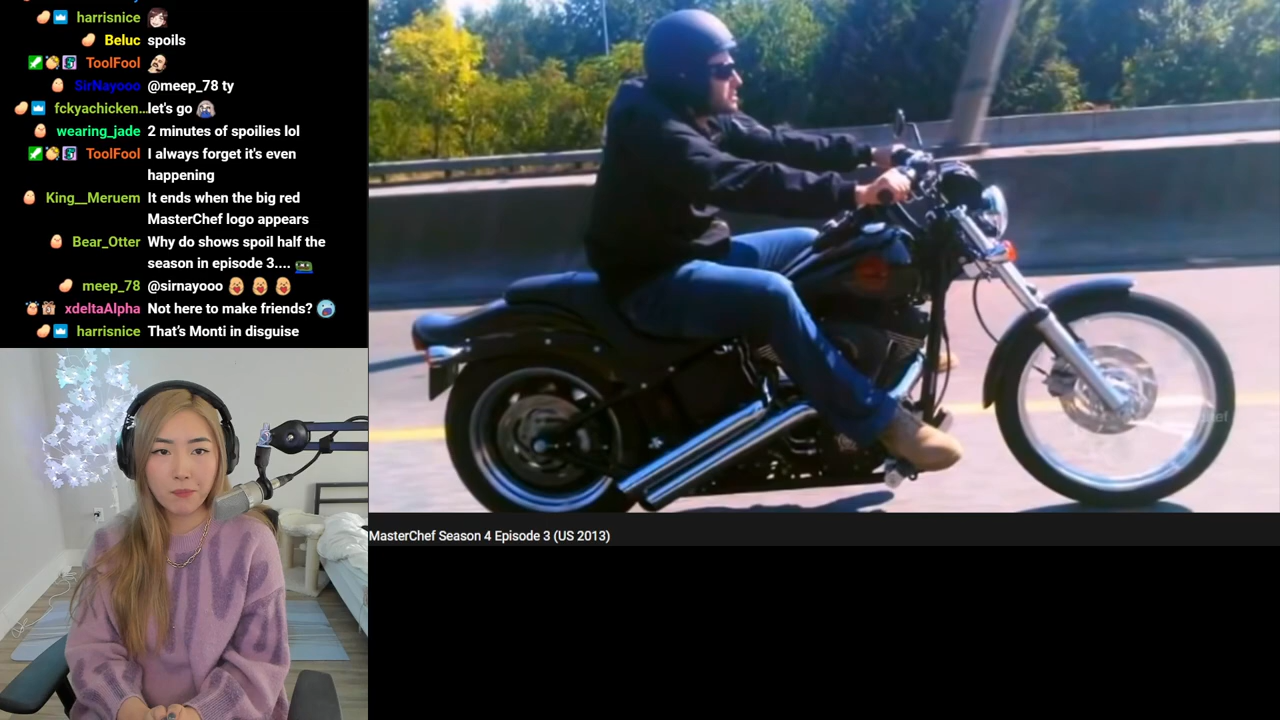 harrisnice
Beluc spoils
ToolFool
SirNayooo @meep_78 ty
fckyachicken... let's go
wearing_jade 2 minutes of spoilies lol
ToolFool I always forget it's even
happening
King__Meruem It ends when the big red
MasterChef logo appears
Bear_Otter Why do shows spoil half the
season in episode 3....
meep_78 @sirnayooo
xdeltaAlpha Not here to make friends?
harrisnice That's Monti in disguise
MasterChef Season 4 Episode 3 (US 2013)